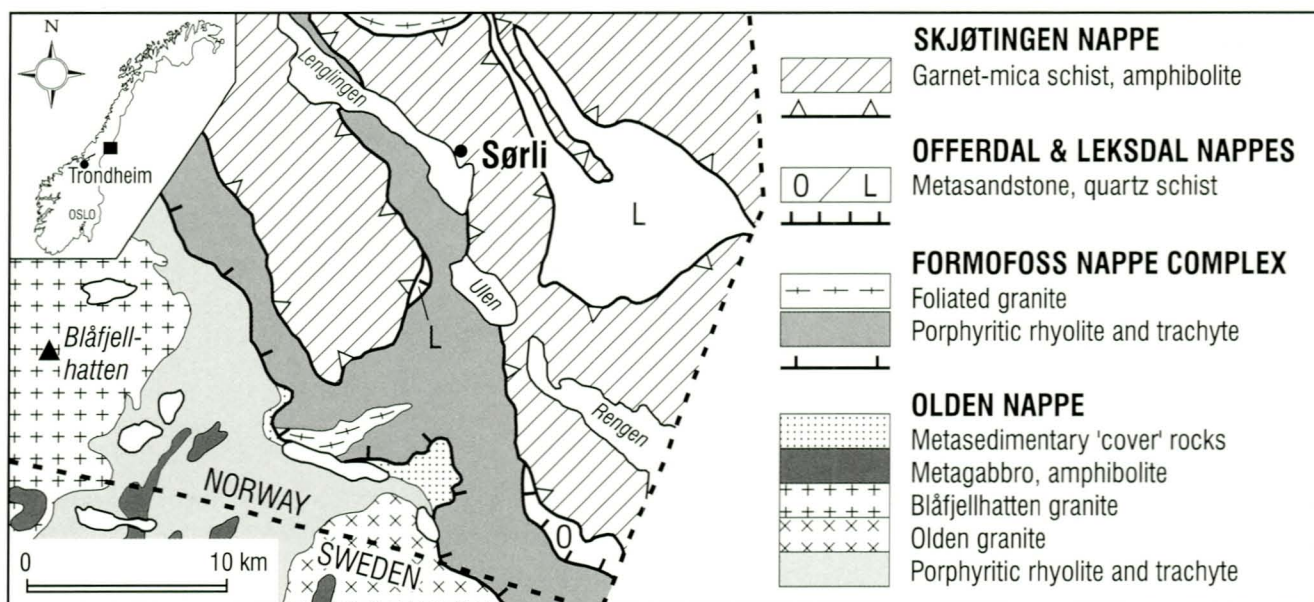 N
Trondheim
OSLO
Lenglingen
Sørli
L
Ulen
L
Blåfjell-
hatten
Rengen
NORWAY
O
SWEDEN
0 10 km
SKJØTINGEN NAPPE
Garnet-mica schist, amphibolite
OFFERDAL & LEKSDAL NAPPES
O L
Metasandstone, quartz schist
FORMOFOSS NAPPE COMPLEX
Foliated granite
Porphyritic rhyolite and trachyte
OLDEN NAPPE
Metasedimentary 'cover' rocks
Metagabbro, amphibolite
Blåfjellhatten granite
Olden granite
Porphyritic rhyolite and trachyte